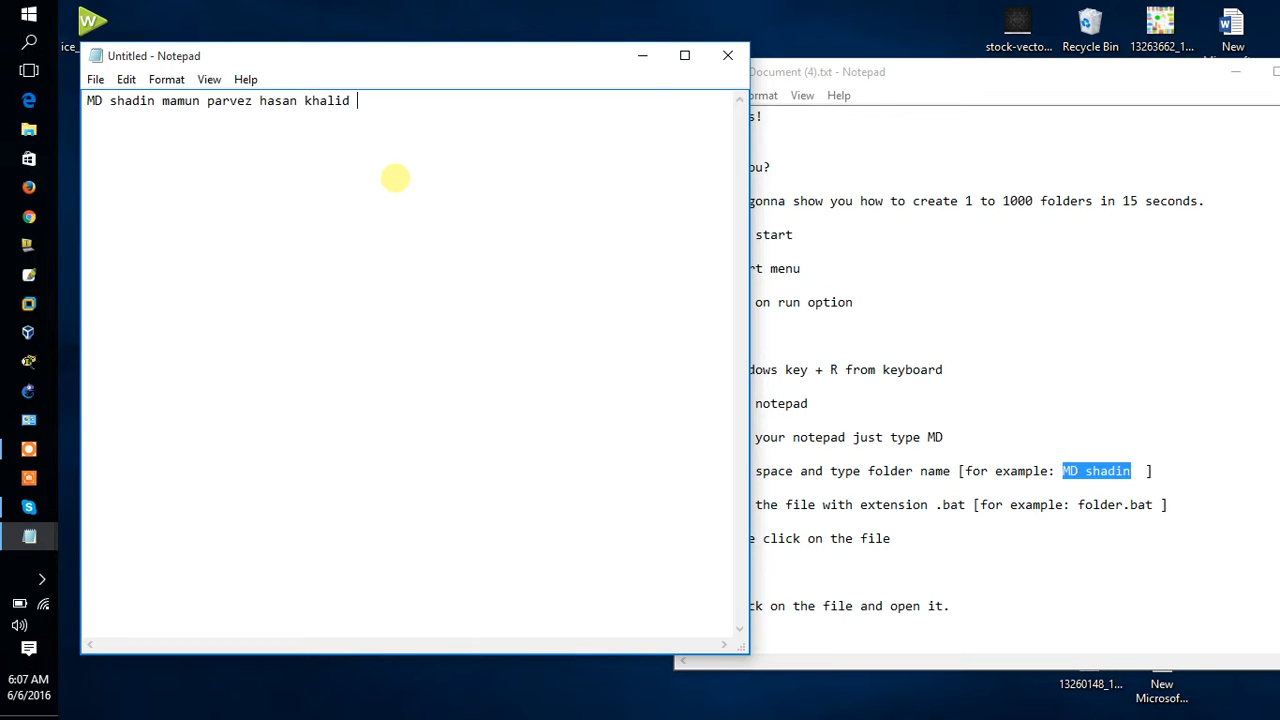 ice_
stock-vecto...
Recycle Bin
13263662_1...
New
Microsoft...
Untitled - Notepad
File Edit Format View Help
MD shadin mamun parvez hasan khalid
Document (4).txt - Notepad
ormat View Help
s!
ou?
gonna show you how to create 1 to 1000 folders in 15 seconds.
start
rt menu
on run option
dows key + R from keyboard
notepad
your notepad just type MD
space and type folder name [for example: MD shadin ]
the file with extension .bat [for example: folder.bat ]
e click on the file
ck on the file and open it.
13260148_1...
New
Microsof...
6:07 AM
6/6/2016